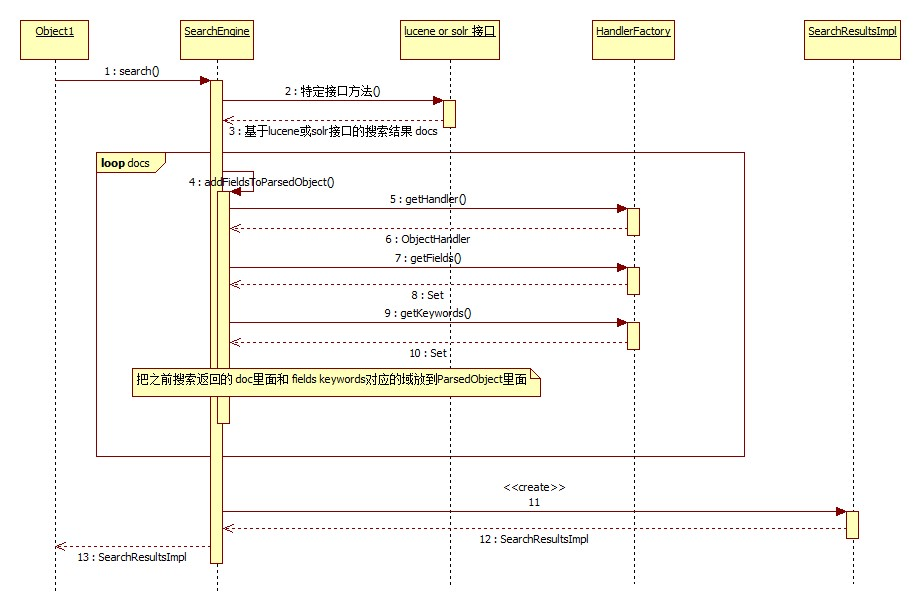 Object1
SearchEngine
lucene or solr 接口
HandlerFactory
SearchResultsImpl
1 : search()
2 : 特定接口方法()
3 : 基于lucene或solr接口的搜索结果 docs
loop docs
4 : addFieldsToParsedObject()
5 : getHandler()
6 : ObjectHandler
7 : getFields()
8 : Set
9 : getKeywords()
10 : Set
把之前搜索返回的 doc里面和 fields keywords对应的域放到ParsedObject里面
<<create>>
11
12 : SearchResultsImpl
13 : SearchResultsImpl